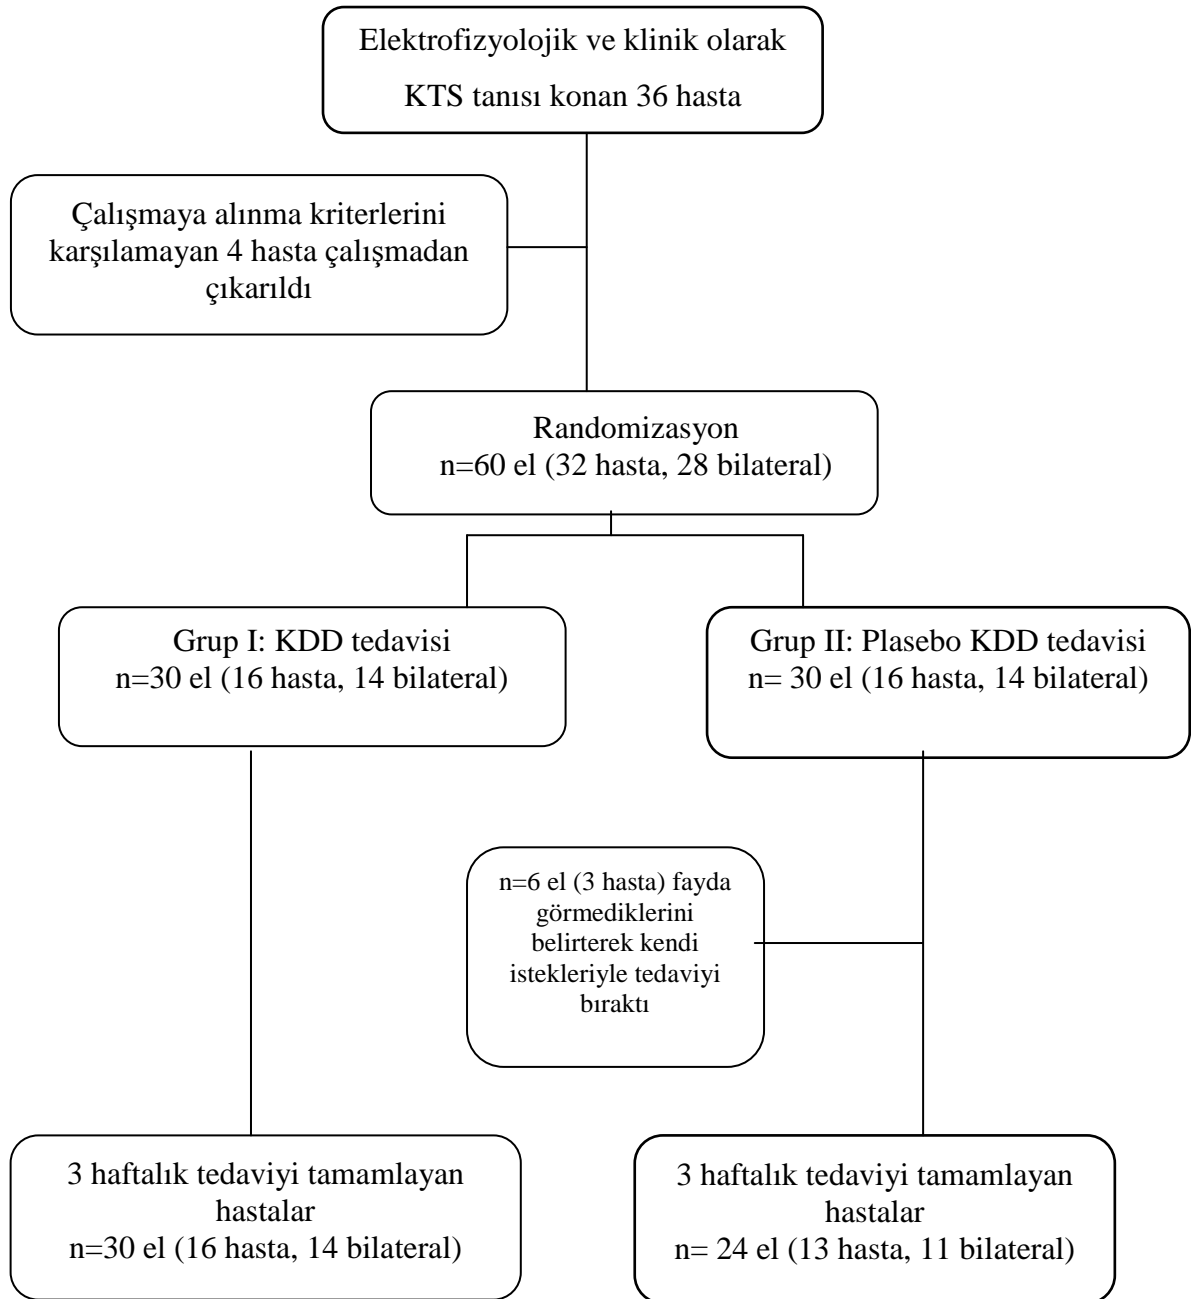 Elektrofizyolojik ve klinik olarak
KTS tanısı konan 36 hasta
Çalışmaya alınma kriterlerini
karşılamayan 4 hasta çalışmadan
çıkarıldı
Randomizasyon
n=60 el (32 hasta, 28 bilateral)
Grup I: KDD tedavisi
n=30 el (16 hasta, 14 bilateral)
Grup II: Plasebo KDD tedavisi
n= 30 el (16 hasta, 14 bilateral)
n=6 el (3 hasta) fayda
görmediklerini
belirterek kendi
istekleriyle tedaviyi
bıraktı
3 haftalık tedaviyi tamamlayan
hastalar
n=30 el (16 hasta, 14 bilateral)
3 haftalık tedaviyi tamamlayan
hastalar
n= 24 el (13 hasta, 11 bilateral)